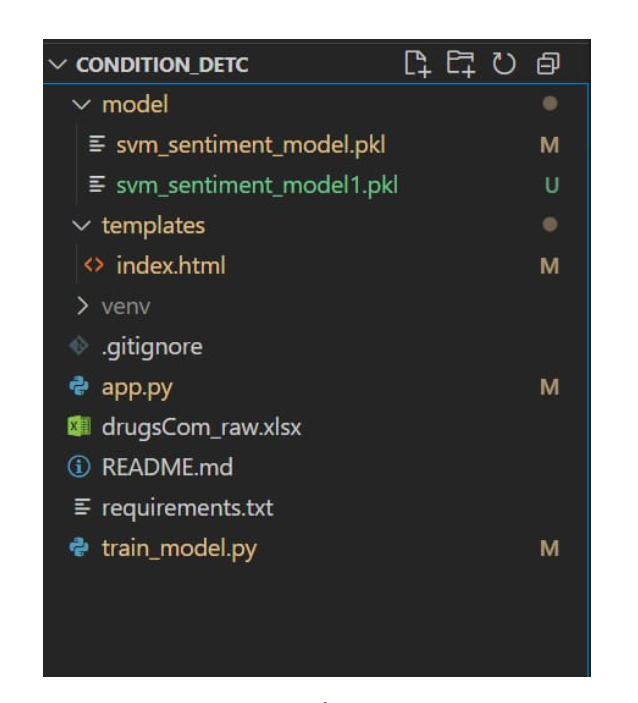 CONDITION_DETC
model
svm_sentiment_model.pkl M
svm_sentiment_model1.pkl U
templates
<> index.html M
venv
.gitignore
app.py M
drugsCom_raw.xlsx
README.md
requirements.txt
train_model.py M